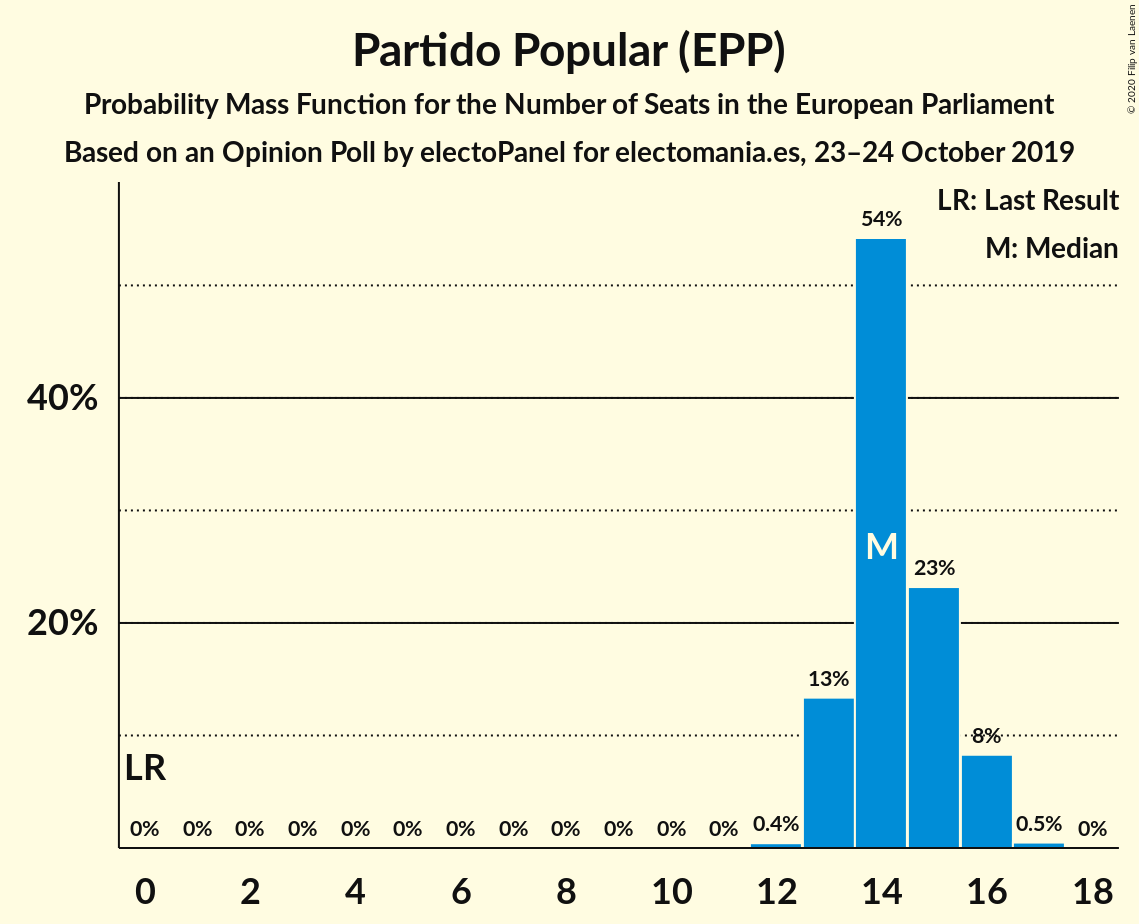 Partido Popular (EPP)
Probability Mass Function for the Number of Seats in the European Parliament
Based on an Opinion Poll by electoPanel for electomania.es, 23–24 October 2019
© 2020 Filip van Laenen
LR: Last Result
M: Median
54%
40%
M
23%
20%
13%
8%
LR
0% 0% 0% 0% 0% 0% 0% 0% 0% 0% 0% 0% 0.4% 0.5% 0%
0 2 4 6 8 10 12 14 16 18